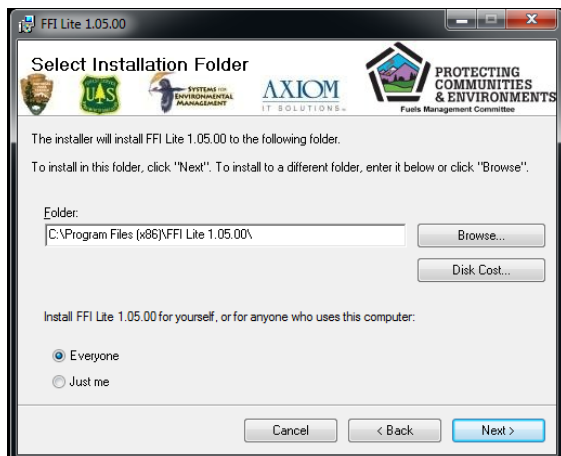 FFI Lite 1.05.00
Select Installation Folder
UAS
SYSTEMS FOR
ENVIRONMENTAL
MANAGEMENT
AXIOM
IT SOLUTIONS
PROTECTING
COMMUNITIES
& ENVIRONMENTS
Fuels Management Committee
The installer will install FFI Lite 1.05.00 to the following folder.
To install in this folder, click "Next". To install to a different folder, enter it below or click "Browse".
Folder:
C:\Program Files (x86)\FFI Lite 1.05.00\
Browse...
Disk Cost...
Install FFI Lite 1.05.00 for yourself, or for anyone who uses this computer:
Everyone
Just me
Cancel
< Back
Next >